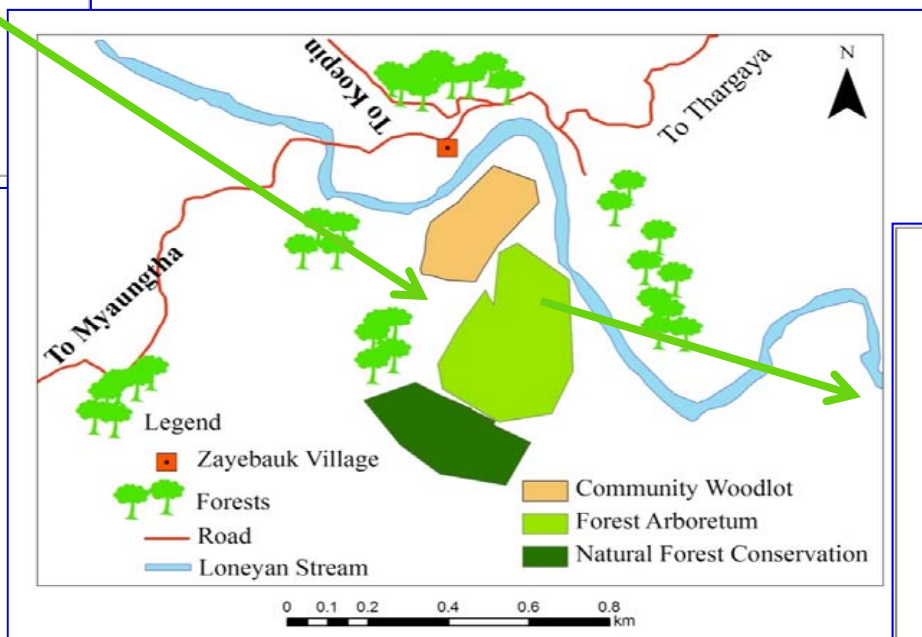 To Koepin
To Thargaya
N
To Myaungtha
Legend
Zayebauk Village
Forests
Road
Loneyan Stream
Community Woodlot
Forest Arboretum
Natural Forest Conservation
0 0.1 0.2 0.4 0.6 0.8
km